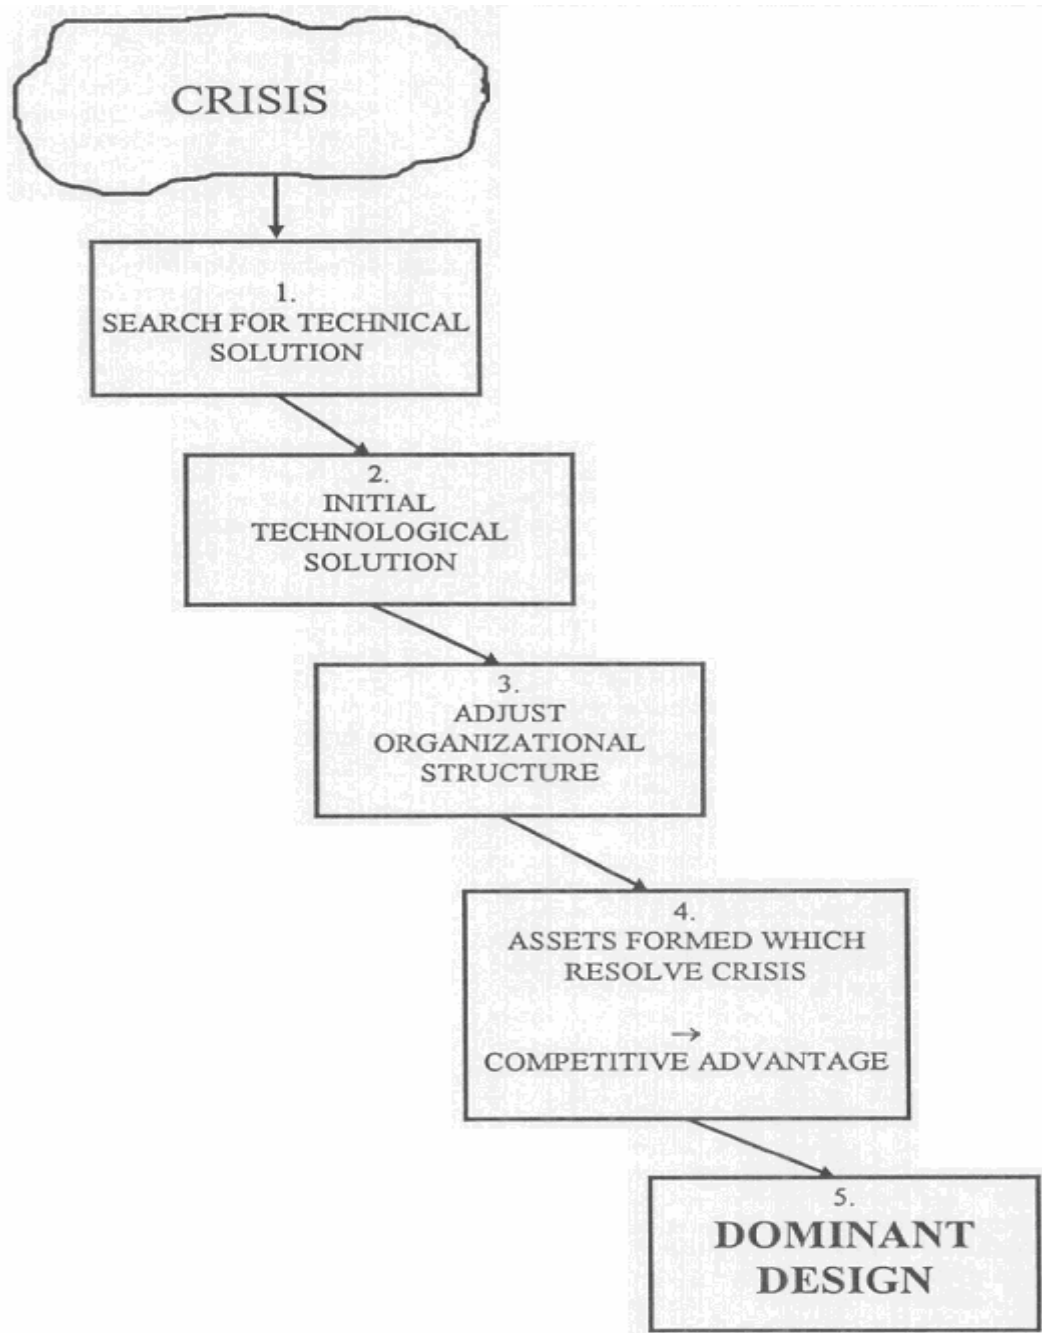 CRISIS
1.
SEARCH FOR TECHNICAL
SOLUTION
2.
INITIAL
TECHNOLOGICAL
SOLUTION
3.
ADJUST
ORGANIZATIONAL
STRUCTURE
4.
ASSETS FORMED WHICH
RESOLVE CRISIS
→
COMPETITIVE ADVANTAGE
5.
DOMINANT
DESIGN